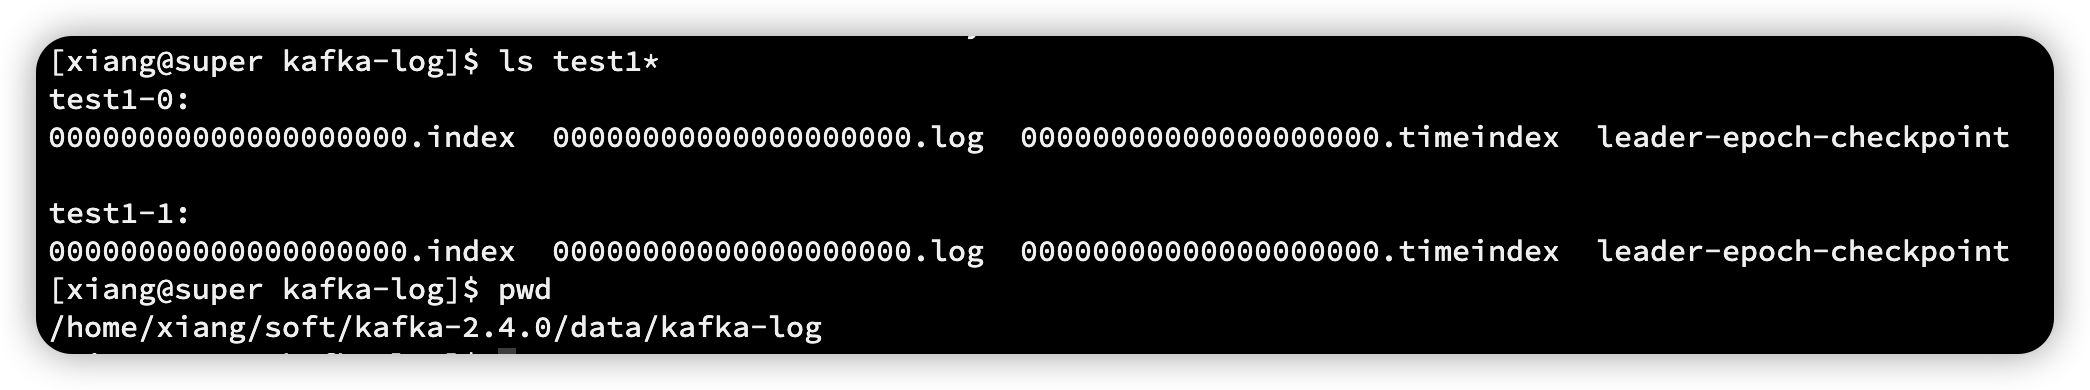 [xiang@super kafka-log]$ ls test1*
test1-0:
00000000000000000000.index  00000000000000000000.log  00000000000000000000.timeindex  leader-epoch-checkpoint
test1-1:
00000000000000000000.index  00000000000000000000.log  00000000000000000000.timeindex  leader-epoch-checkpoint
[xiang@super kafka-log]$ pwd
/home/xiang/soft/kafka-2.4.0/data/kafka-log